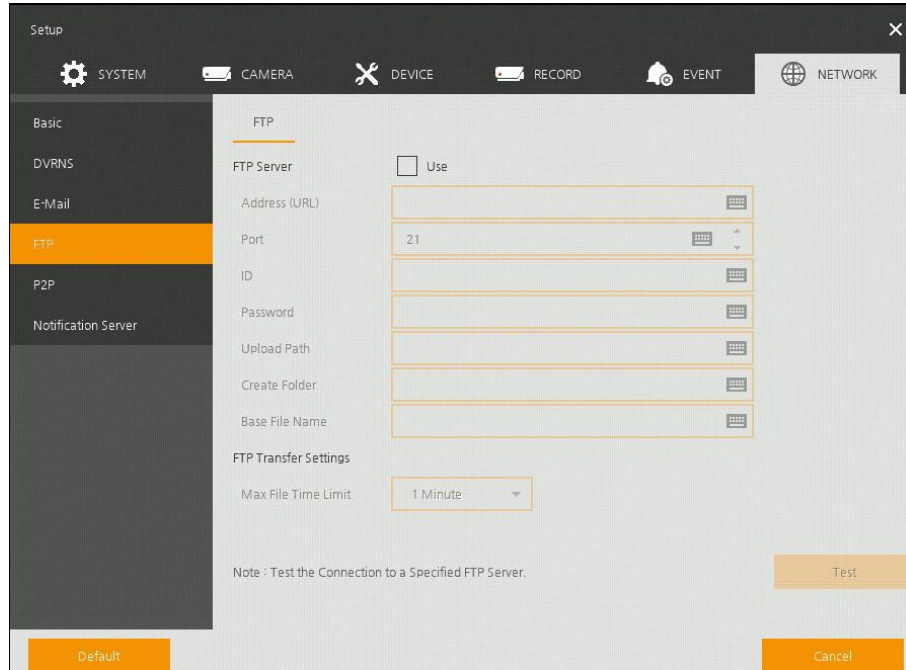 Setup
SYSTEM CAMERA DEVICE RECORD EVENT NETWORK
Basic
DVRNS
E-Mail
FTP
P2P
Notification Server
FTP
FTP Server Use
Address (URL)
Port 21
ID
Password
Upload Path
Create Folder
Base File Name
FTP Transfer Settings
Max File Time Limit 1 Minute
Note : Test the Connection to a Specified FTP Server. Test
Default Cancel